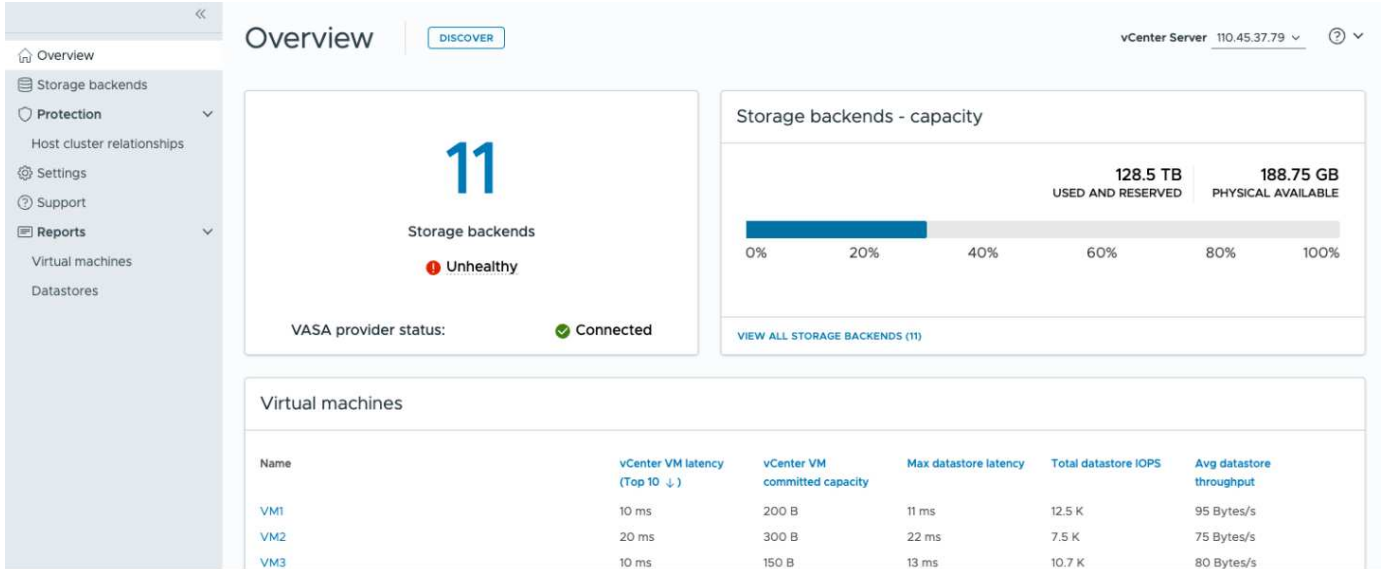 Overview
Storage backends
Protection
Host cluster relationships
Settings
Support
Reports
Virtual machines
Datastores
Overview
DISCOVER
vCenter Server 110.45.37.79
11
Storage backends
Unhealthy
VASA provider status: Connected
Storage backends - capacity
128.5 TB 188.75 GB
USED AND RESERVED PHYSICAL AVAILABLE
0% 20% 40% 60% 80% 100%
VIEW ALL STORAGE BACKENDS (11)
Virtual machines
Name vCenter VM latency vCenter VM Max datastore latency Total datastore IOPS Avg datastore
(Top 10 ↓) committed capacity throughput
VM1 10 ms 200 B 11 ms 12.5 K 95 Bytes/s
VM2 20 ms 300 B 22 ms 7.5 K 75 Bytes/s
VM3 10 ms 150 B 13 ms 10.7 K 80 Bytes/s